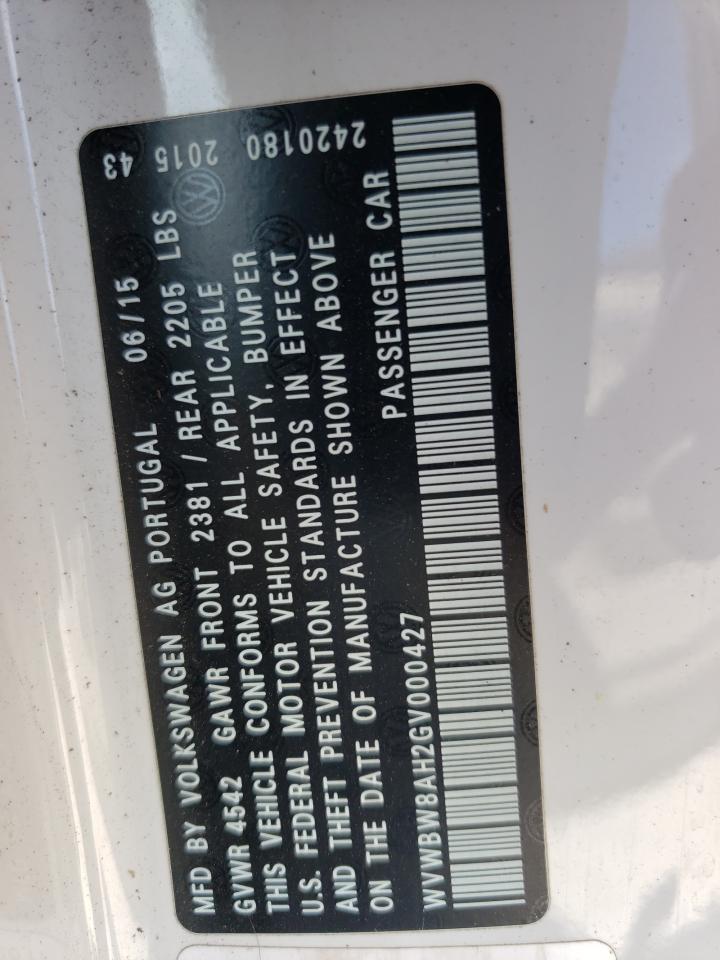 MFD BY VOLKSWAGEN AG PORTUGAL 06/15
GVWR 4542 GAWR FRONT 2381 / REAR 2205 LBS
THIS VEHICLE CONFORMS TO ALL APPLICABLE
U.S. FEDERAL MOTOR VEHICLE SAFETY, BUMPER
AND THEFT PREVENTION STANDARDS IN EFFECT
ON THE DATE OF MANUFACTURE SHOWN ABOVE
WVWBW8AH2GV000427 PASSENGER CAR
43 2015 2420180